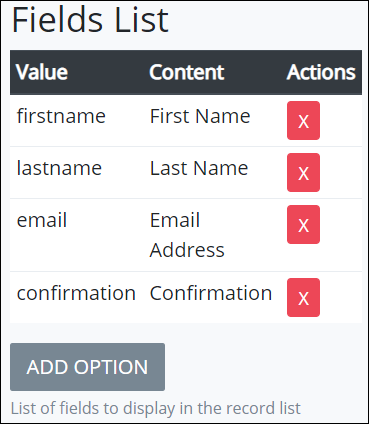 Fields List
Value Content Actions
firstname First Name X
lastname Last Name X
email Email X
Address
confirmation Confirmation X
ADD OPTION
List of fields to display in the record list